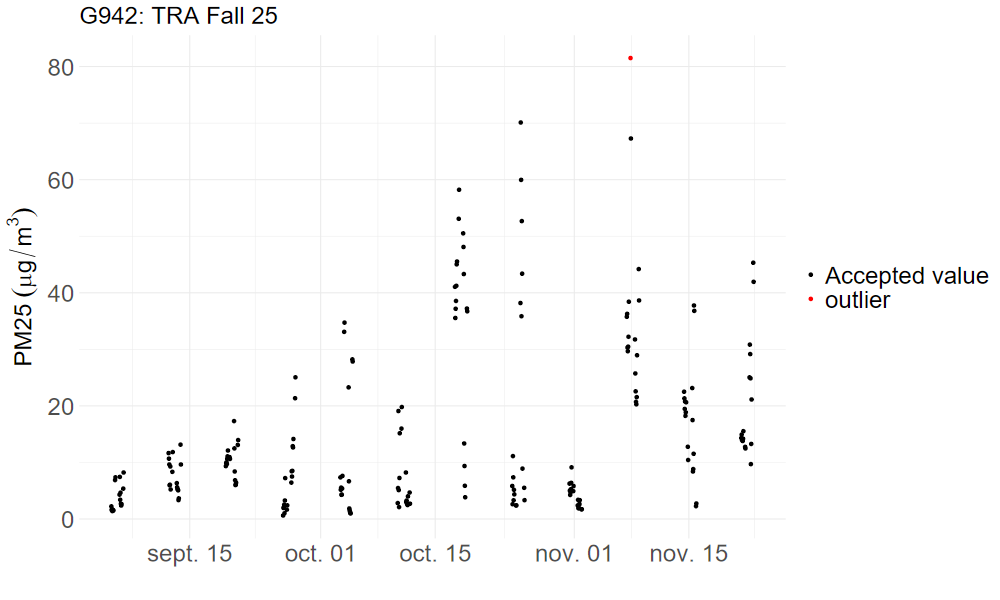 G942: TRA Fall 25
80
60
40
20
0
PM25 (μg/m³)
sept. 15 oct. 01 oct. 15 nov. 01 nov. 15
Accepted value
outlier